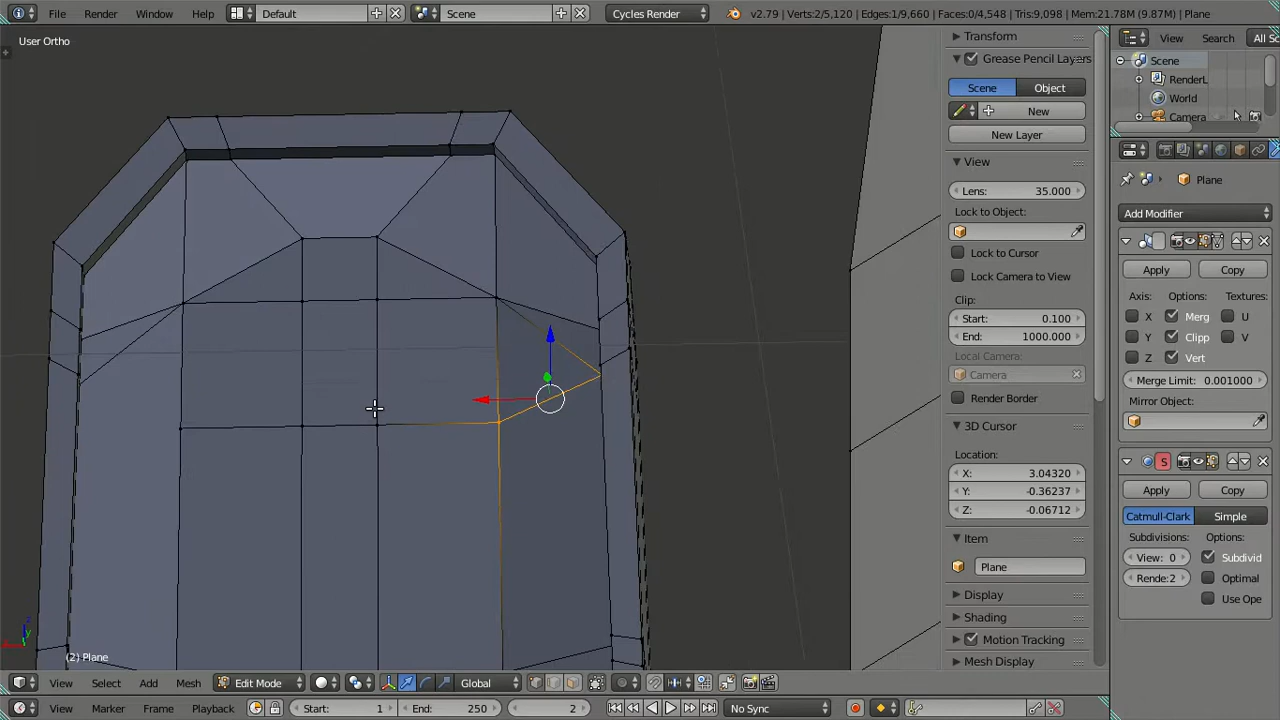 File Render Window Help Default Scene Cycles Render v2.79 | Verts:2/5,120 | Edges:1/9,660 | Faces:0/4,548 | Tris:9,098 | Mem:21.78M (9.87M) | Plane
User Ortho
(2) Plane
View Select Add Mesh Edit Mode Global
View Marker Frame Playback Start: 1 End: 250 2 No Sync
Transform
Grease Pencil Layers
Scene Object
New
New Layer
View
Lens: 35.000
Lock to Object:
Lock to Cursor
Lock Camera to View
Clip:
Start: 0.100
End: 1000.000
Local Camera:
Camera
Render Border
3D Cursor
Location:
X: 3.04320
Y: -0.36237
Z: -0.06712
Item
Plane
Display
Shading
Motion Tracking
Mesh Display
View Search All Sc
Scene
RenderL
World
Camera
Plane
Add Modifier
Apply Copy
Axis: Options: Textures:
X Merg U
Y Clipp V
Z Vert
Merge Limit: 0.001000
Mirror Object:
S
Apply Copy
Catmull-Clark Simple
Subdivisions: Options:
View: 0 Subdivid
Rende:2 Optimal
Use Ope